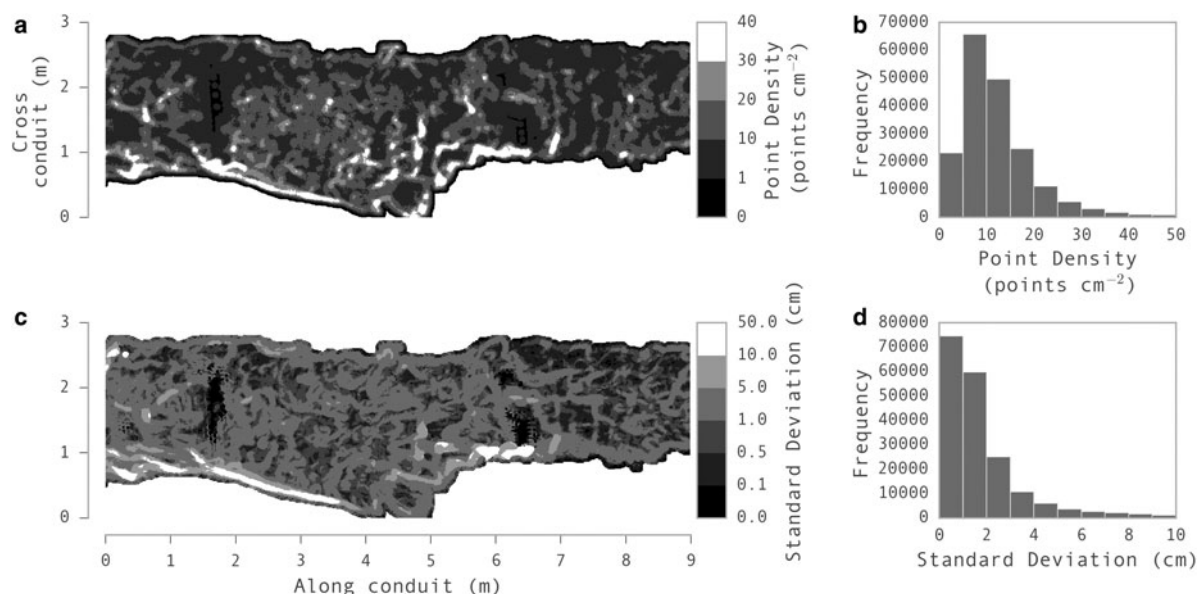 a
3
2
1
0
Cross
conduit (m)
40
30
20
10
1
0
Point Density
(points cm⁻²)
b
70000
60000
50000
40000
30000
20000
10000
0
Frequency
0 10 20 30 40 50
Point Density
(points cm⁻²)
c
3
2
1
0
0 1 2 3 4 5 6 7 8 9
Along conduit (m)
50.0
10.0
5.0
1.0
0.5
0.1
0.0
Standard Deviation (cm)
d
80000
70000
60000
50000
40000
30000
20000
10000
0
Frequency
0 2 4 6 8 10
Standard Deviation (cm)